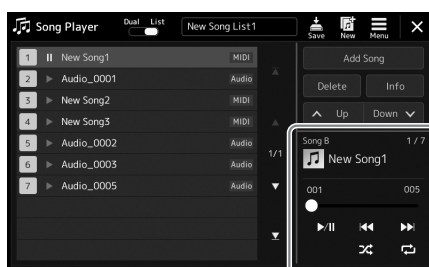 Song Player
Dual List
New Song List1
Save
New
Menu
1 New Song1 MIDI
2 Audio_0001 Audio
3 New Song2 MIDI
4 New Song3 MIDI
5 Audio_0002 Audio
6 Audio_0003 Audio
7 Audio_0005 Audio
1/1
Add Song
Delete
Info
Up
Down
Song B 1 / 7
New Song1
001 005